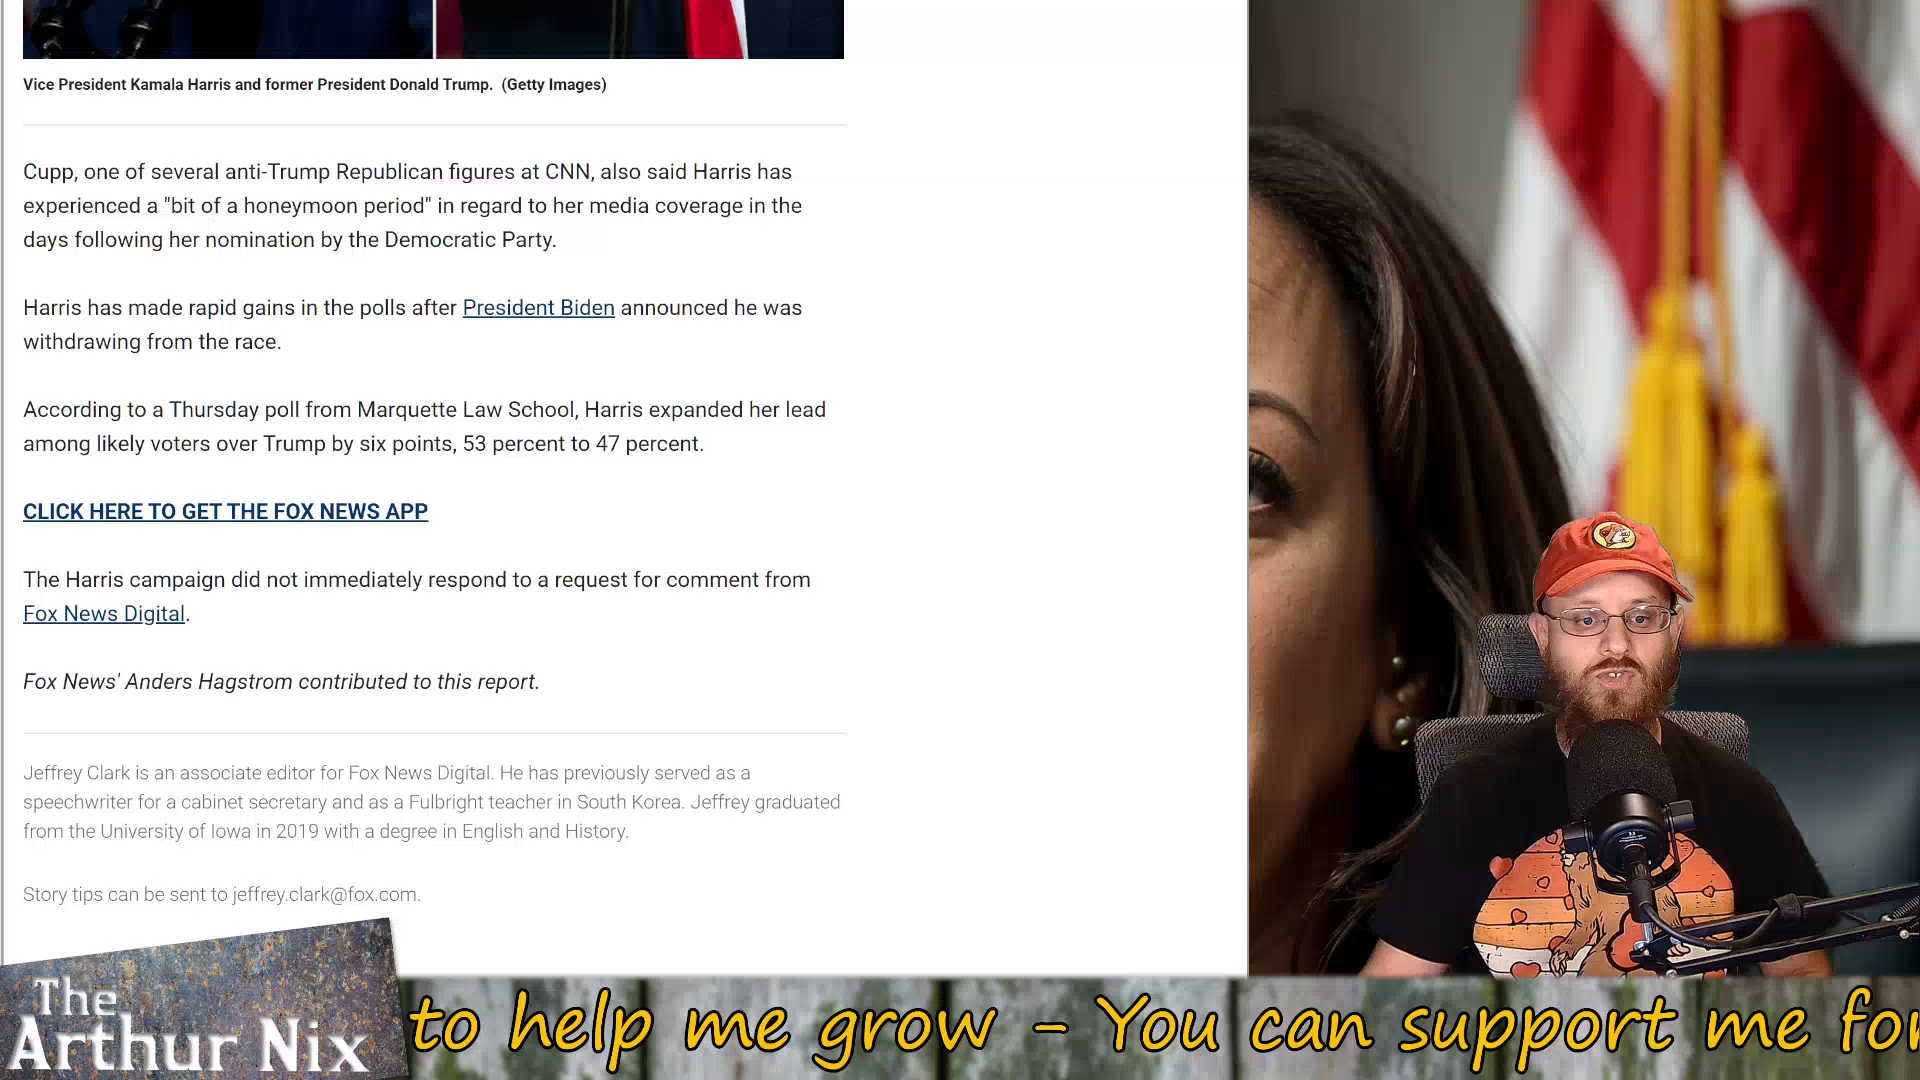 Vice President Kamala Harris and former President Donald Trump. (Getty Images)
Cupp, one of several anti-Trump Republican figures at CNN, also said Harris has
experienced a "bit of a honeymoon period" in regard to her media coverage in the
days following her nomination by the Democratic Party.
Harris has made rapid gains in the polls after President Biden announced he was
withdrawing from the race.
According to a Thursday poll from Marquette Law School, Harris expanded her lead
among likely voters over Trump by six points, 53 percent to 47 percent.
CLICK HERE TO GET THE FOX NEWS APP
The Harris campaign did not immediately respond to a request for comment from
Fox News Digital.
Fox News' Anders Hagstrom contributed to this report.
Jeffrey Clark is an associate editor for Fox News Digital. He has previously served as a
speechwriter for a cabinet secretary and as a Fulbright teacher in South Korea. Jeffrey graduated
from the University of Iowa in 2019 with a degree in English and History.
Story tips can be sent to jeffrey.clark@fox.com.
The
Arthur Nix
to help me grow - You can support me for